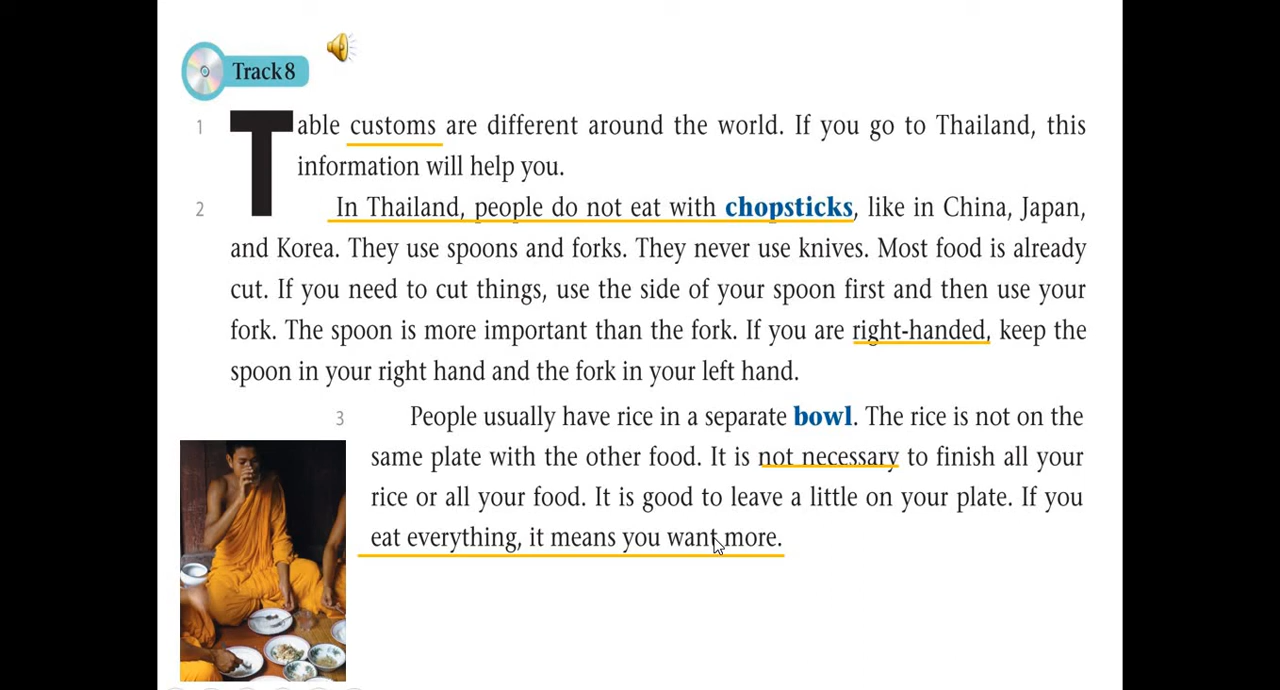 Track 8
1 Table customs are different around the world. If you go to Thailand, this
information will help you.
2 In Thailand, people do not eat with chopsticks, like in China, Japan,
and Korea. They use spoons and forks. They never use knives. Most food is already
cut. If you need to cut things, use the side of your spoon first and then use your
fork. The spoon is more important than the fork. If you are right-handed, keep the
spoon in your right hand and the fork in your left hand.
3 People usually have rice in a separate bowl. The rice is not on the
same plate with the other food. It is not necessary to finish all your
rice or all your food. It is good to leave a little on your plate. If you
eat everything, it means you want more.